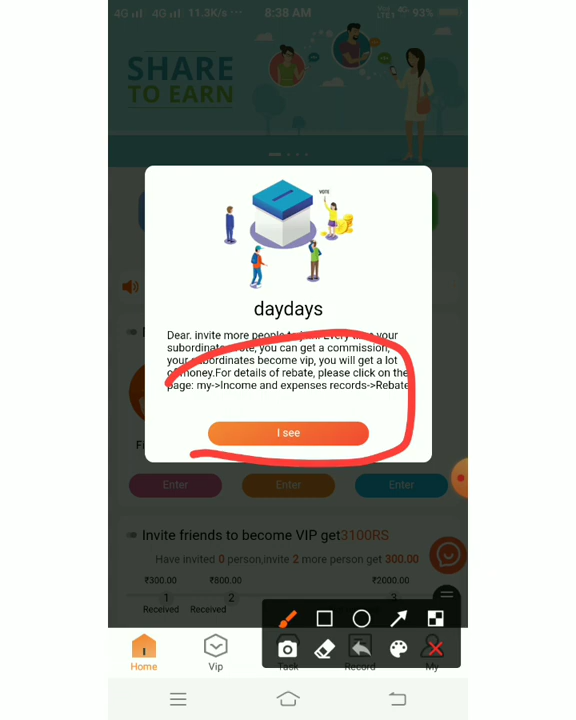 4G 4G 11.3K/s ··· 8:38 AM 4G 93%
SHARE
TO EARN
VOTE
daydays
Dear. invite more people your
subordinate vote, you can get a commission,
your subordinates become vip, you will get a lot
of money.For details of rebate, please click on the
page: my->Income and expenses records->Rebate
I see
Enter Enter Enter
Invite friends to become VIP get3100RS
Have invited 0 person,invite 2 more person get 300.00
₹300.00 ₹800.00 ₹2000.00
1 2 3
Received Received
Home Vip Task Record My